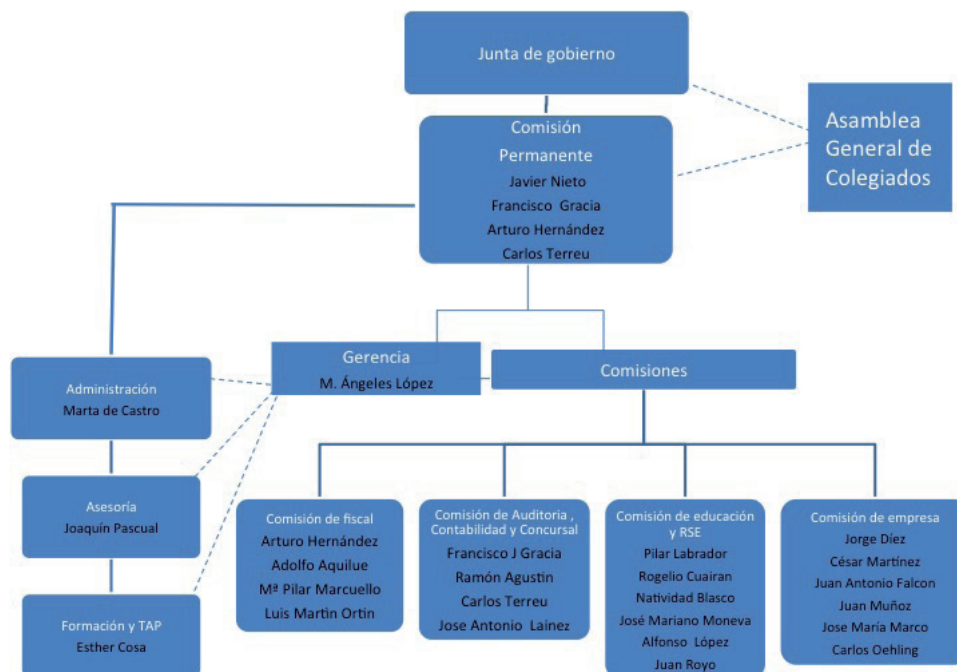 Junta de gobierno
Comisión
Permanente
Javier Nieto
Francisco Gracia
Arturo Hernández
Carlos Terreu
Asamblea
General de
Colegiados
Gerencia
M. Ángeles López
Comisiones
Administración
Marta de Castro
Asesoría
Joaquín Pascual
Formación y TAP
Esther Cosa
Comisión de fiscal
Arturo Hernández
Adolfo Aquilue
Mª Pilar Marcuello
Luis Martin Ortin
Comisión de Auditoria ,
Contabilidad y Concursal
Francisco J Gracia
Ramón Agustin
Carlos Terreu
Jose Antonio Lainez
Comisión de educación
y RSE
Pilar Labrador
Rogelio Cuairan
Natividad Blasco
José Mariano Moneva
Alfonso López
Juan Royo
Comisión de empresa
Jorge Díez
César Martínez
Juan Antonio Falcon
Juan Muñoz
Jose María Marco
Carlos Oehling